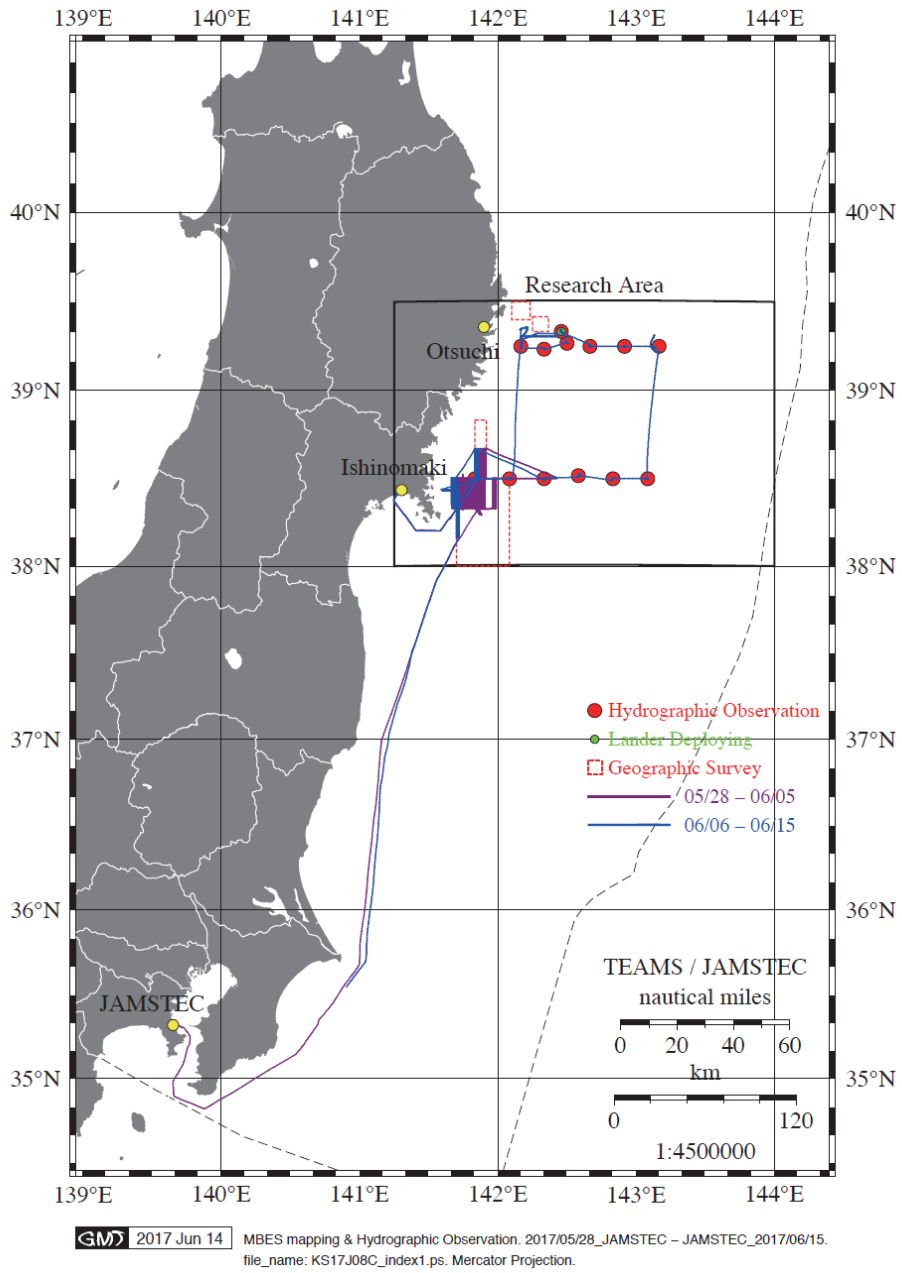 139°E 140°E 141°E 142°E 143°E 144°E
40°N 40°N
Research Area
Otsuchi
39°N 39°N
Ishinomaki
38°N 38°N
Hydrographic Observation
37°N Lander Deploying 37°N
Geographic Survey
05/28 – 06/05
06/06 – 06/15
36°N 36°N
TEAMS / JAMSTEC
nautical miles
JAMSTEC
0 20 40 60
km
35°N 35°N
0 120
1:4500000
139°E 140°E 141°E 142°E 143°E 144°E
GMT 2017 Jun 14 MBES mapping & Hydrographic Observation. 2017/05/28_JAMSTEC – JAMSTEC_2017/06/15.
file_name: KS17J08C_index1.ps. Mercator Projection.